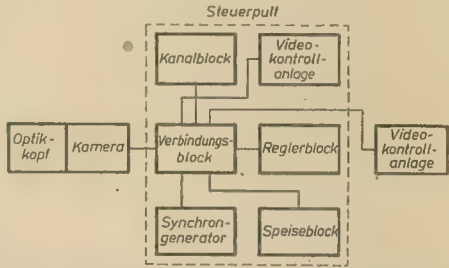 Steuerpult
Kanalblock
Video-
kontroll-
anlage
Optik-
kopf
Kamera
Verbindungs-
block
Reglerblock
Video-
kontroll-
anlage
Synchron-
generator
Speiseblock